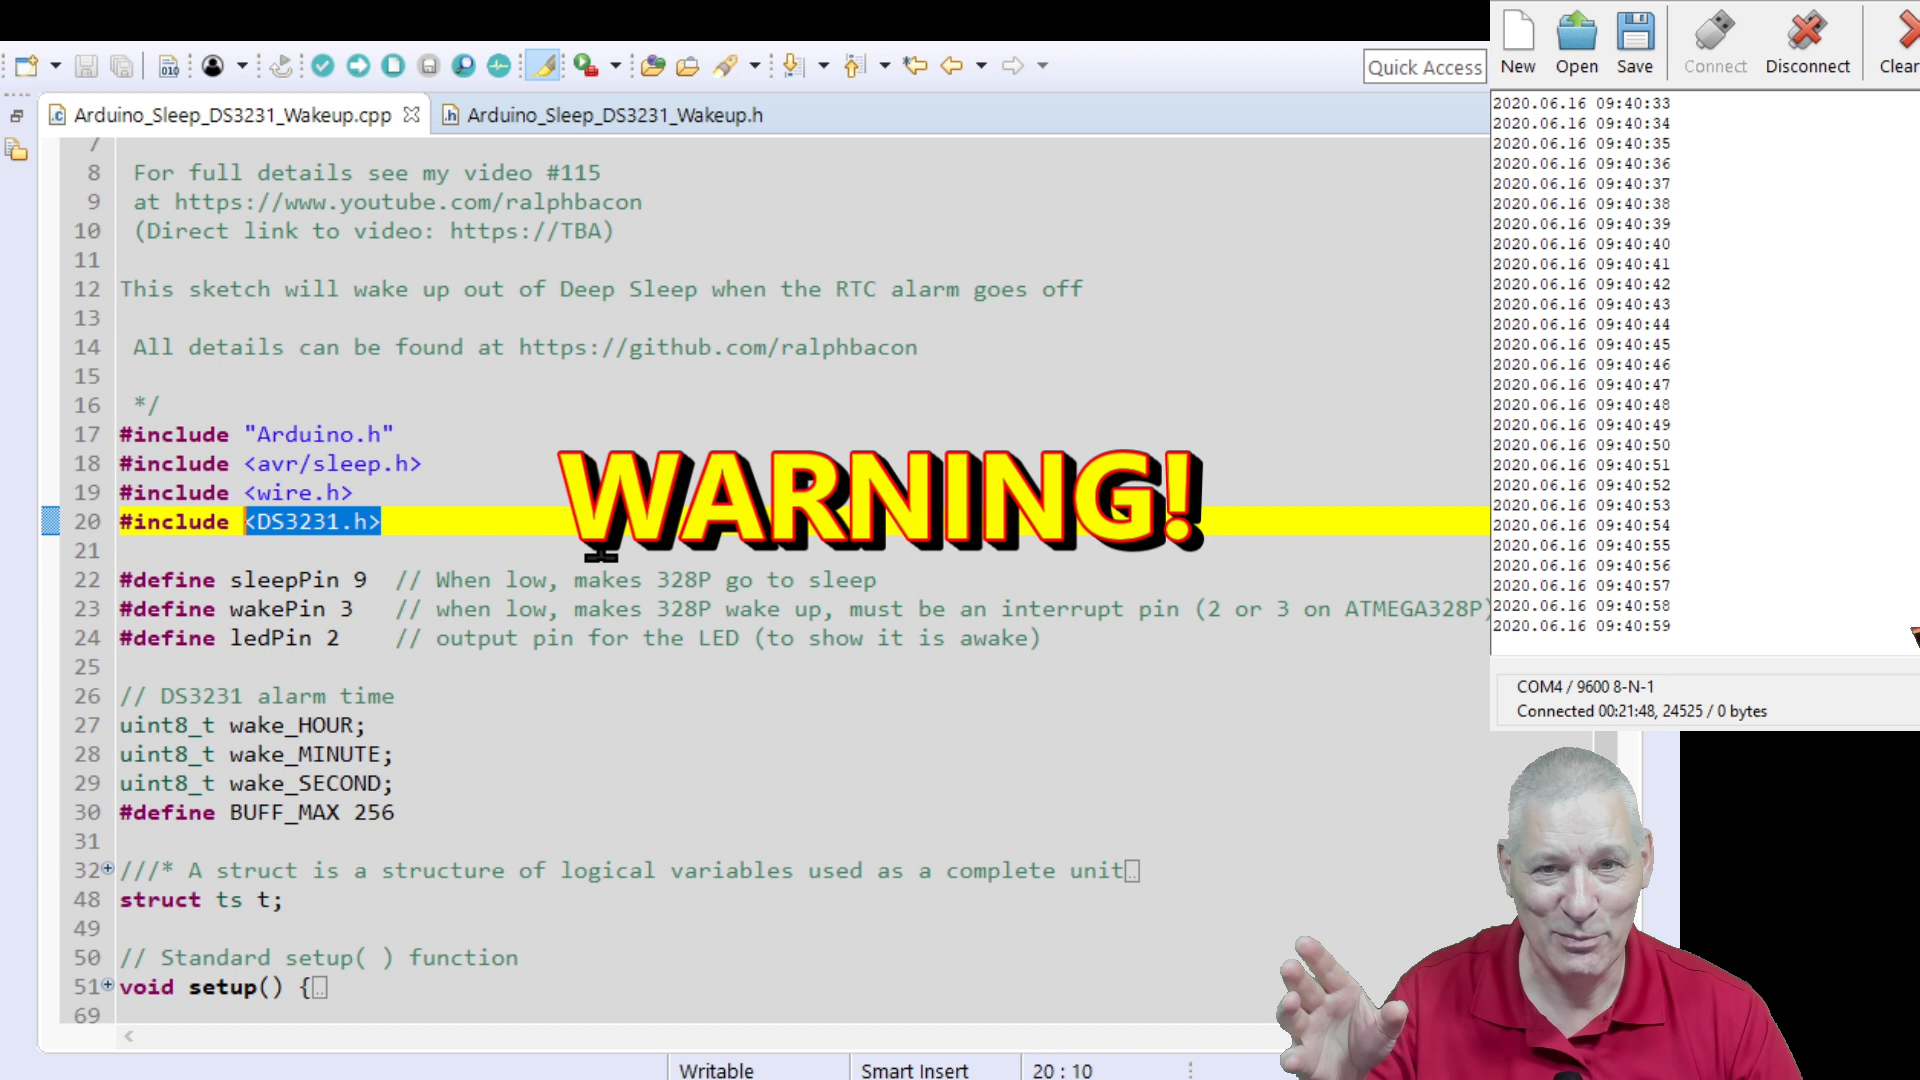 Quick Access
New Open Save Connect Disconnect Clear
Arduino_Sleep_DS3231_Wakeup.cpp Arduino_Sleep_DS3231_Wakeup.h
7
8 For full details see my video #115
9 at https://www.youtube.com/ralphbacon
10 (Direct link to video: https://TBA)
11
12 This sketch will wake up out of Deep Sleep when the RTC alarm goes off
13
14 All details can be found at https://github.com/ralphbacon
15
16 */
17 #include "Arduino.h"
18 #include <avr/sleep.h>
19 #include <wire.h>
20 #include <DS3231.h>
WARNING!
21
22 #define sleepPin 9 // When low, makes 328P go to sleep
23 #define wakePin 3 // when low, makes 328P wake up, must be an interrupt pin (2 or 3 on ATMEGA328P)
24 #define ledPin 2 // output pin for the LED (to show it is awake)
25
26 // DS3231 alarm time
27 uint8_t wake_HOUR;
28 uint8_t wake_MINUTE;
29 uint8_t wake_SECOND;
30 #define BUFF_MAX 256
31
32 ///* A struct is a structure of logical variables used as a complete unit
48 struct ts t;
49
50 // Standard setup( ) function
51 void setup() {
69
Writable Smart Insert 20 : 10
2020.06.16 09:40:33
2020.06.16 09:40:34
2020.06.16 09:40:35
2020.06.16 09:40:36
2020.06.16 09:40:37
2020.06.16 09:40:38
2020.06.16 09:40:39
2020.06.16 09:40:40
2020.06.16 09:40:41
2020.06.16 09:40:42
2020.06.16 09:40:43
2020.06.16 09:40:44
2020.06.16 09:40:45
2020.06.16 09:40:46
2020.06.16 09:40:47
2020.06.16 09:40:48
2020.06.16 09:40:49
2020.06.16 09:40:50
2020.06.16 09:40:51
2020.06.16 09:40:52
2020.06.16 09:40:53
2020.06.16 09:40:54
2020.06.16 09:40:55
2020.06.16 09:40:56
2020.06.16 09:40:57
2020.06.16 09:40:58
2020.06.16 09:40:59
COM4 / 9600 8-N-1
Connected 00:21:48, 24525 / 0 bytes